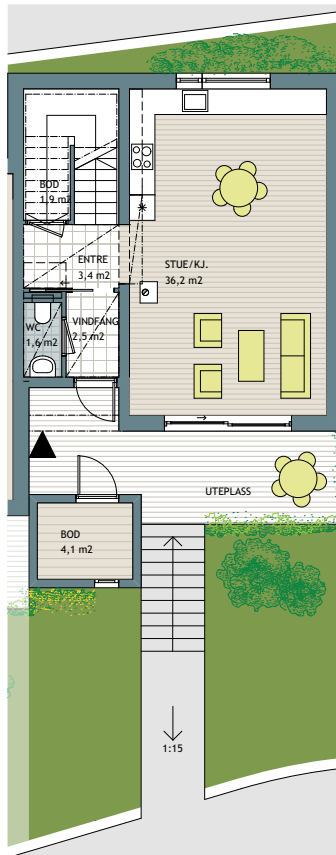 BOD
1,9 m2
ENTRE
3,4 m2
STUE/KJ.
36,2 m2
WC
1,6 m2
VINDFANG
2,5 m2
UTEPLASS
BOD
4,1 m2
1:15